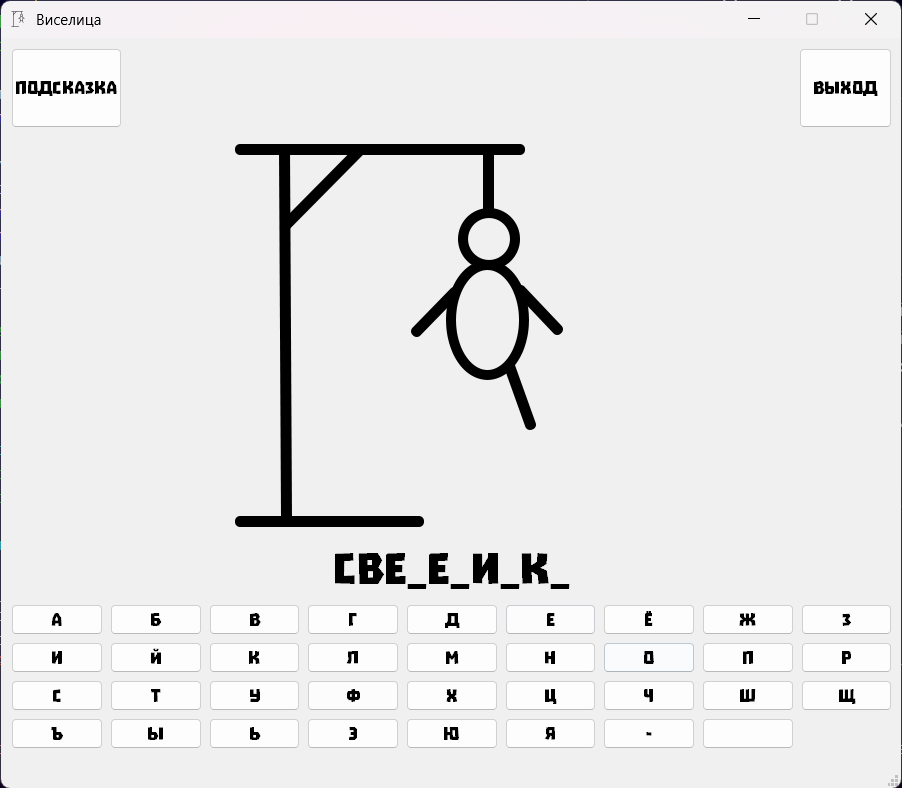 Виселица
ПОДСКАЗКА
ВЫХОД
СВЕ_Е_И_К_
А Б В Г Д Е Ё Ж З
И Й К Л М Н О П Р
С Т У Ф Х Ц Ч Ш Щ
Ъ Ы Ь Э Ю Я -